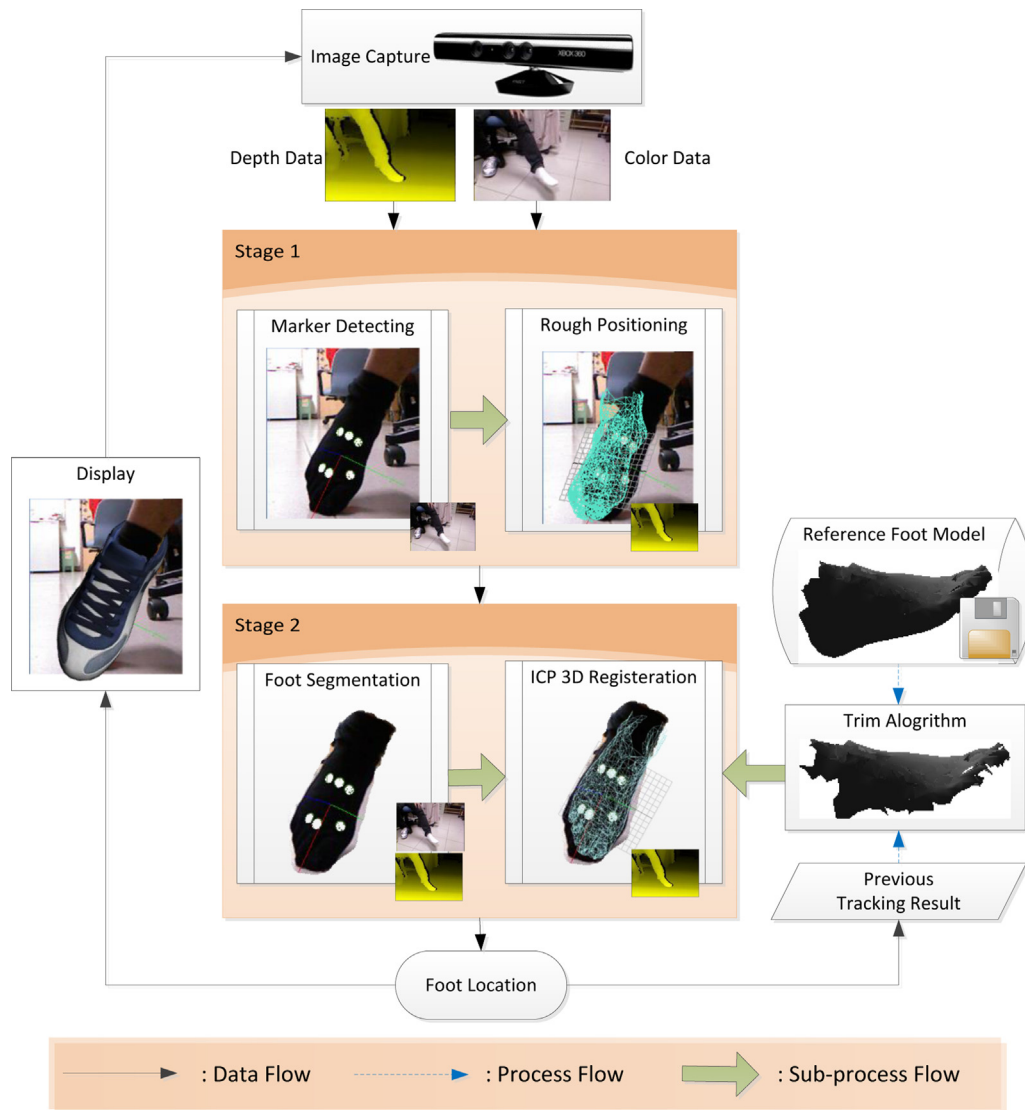 Image Capture
XBOX 360
Depth Data
Color Data
Stage 1
Marker Detecting
Rough Positioning
Display
Reference Foot Model
Stage 2
Foot Segmentation
ICP 3D Registeration
Trim Alogrithm
Previous
Tracking Result
Foot Location
: Data Flow
: Process Flow
: Sub-process Flow